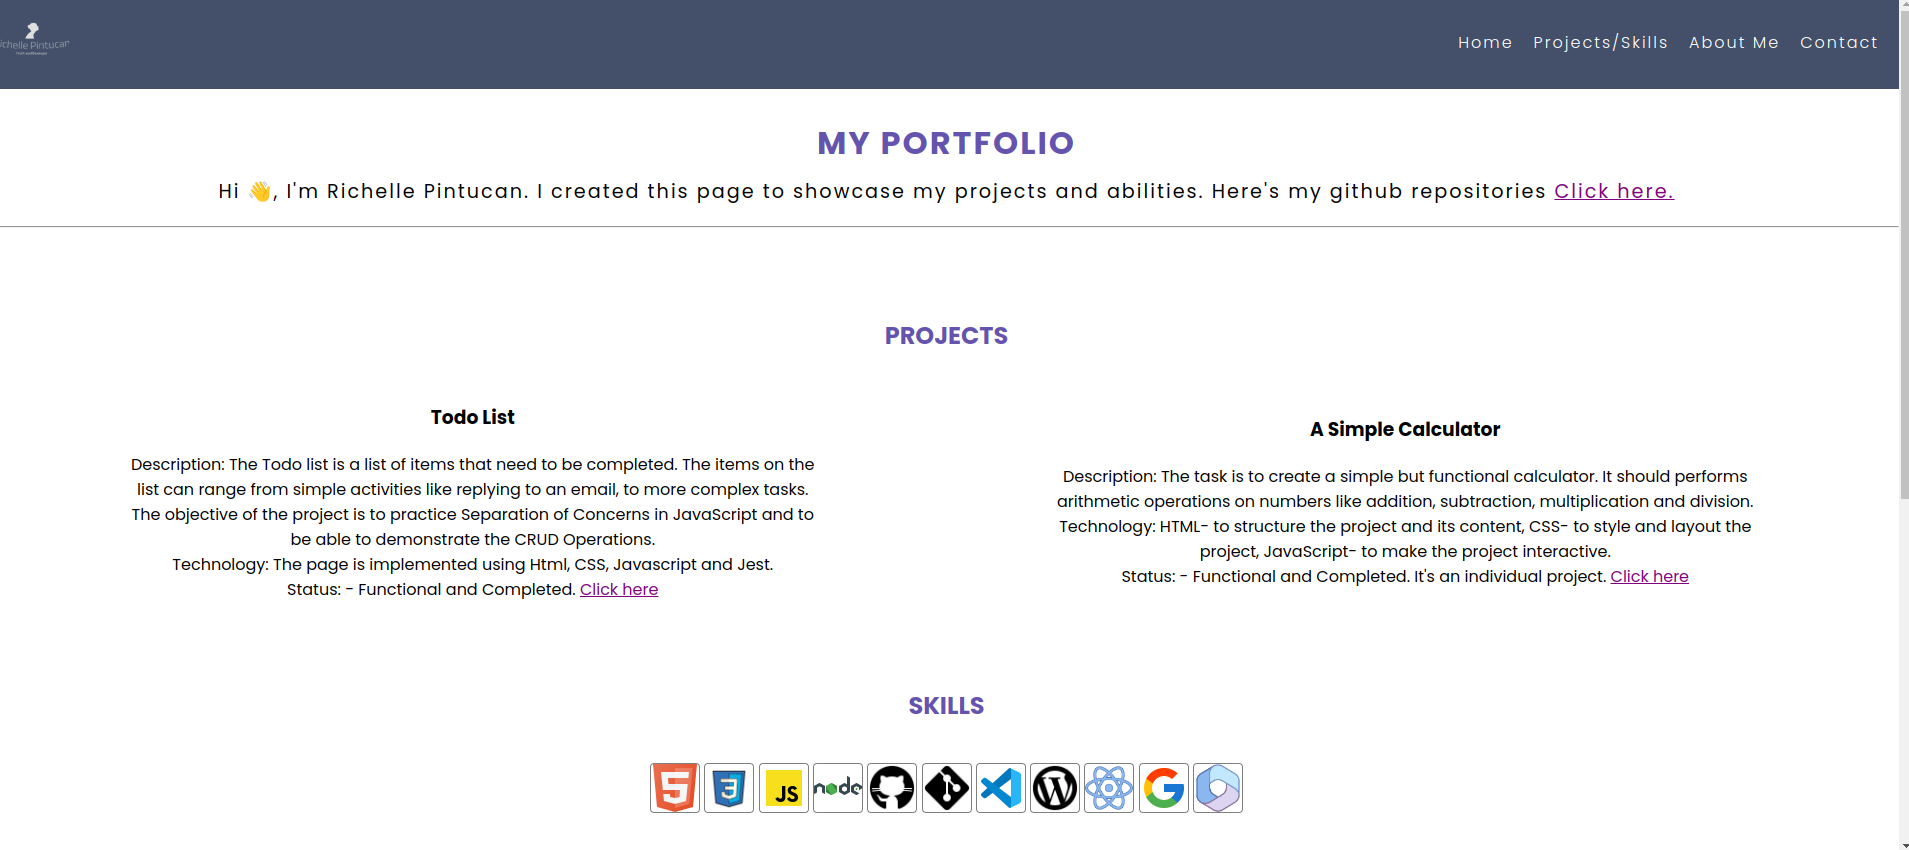 ichelle Pintucan
Home Projects/Skills About Me Contact
MY PORTFOLIO
Hi 👋, I'm Richelle Pintucan. I created this page to showcase my projects and abilities. Here's my github repositories Click here.
PROJECTS
Todo List
Description: The Todo list is a list of items that need to be completed. The items on the
list can range from simple activities like replying to an email, to more complex tasks.
The objective of the project is to practice Separation of Concerns in JavaScript and to
be able to demonstrate the CRUD Operations.
Technology: The page is implemented using Html, CSS, Javascript and Jest.
Status: - Functional and Completed. Click here
A Simple Calculator
Description: The task is to create a simple but functional calculator. It should performs
arithmetic operations on numbers like addition, subtraction, multiplication and division.
Technology: HTML- to structure the project and its content, CSS- to style and layout the
project, JavaScript- to make the project interactive.
Status: - Functional and Completed. It's an individual project. Click here
SKILLS
5 3 JS node W G